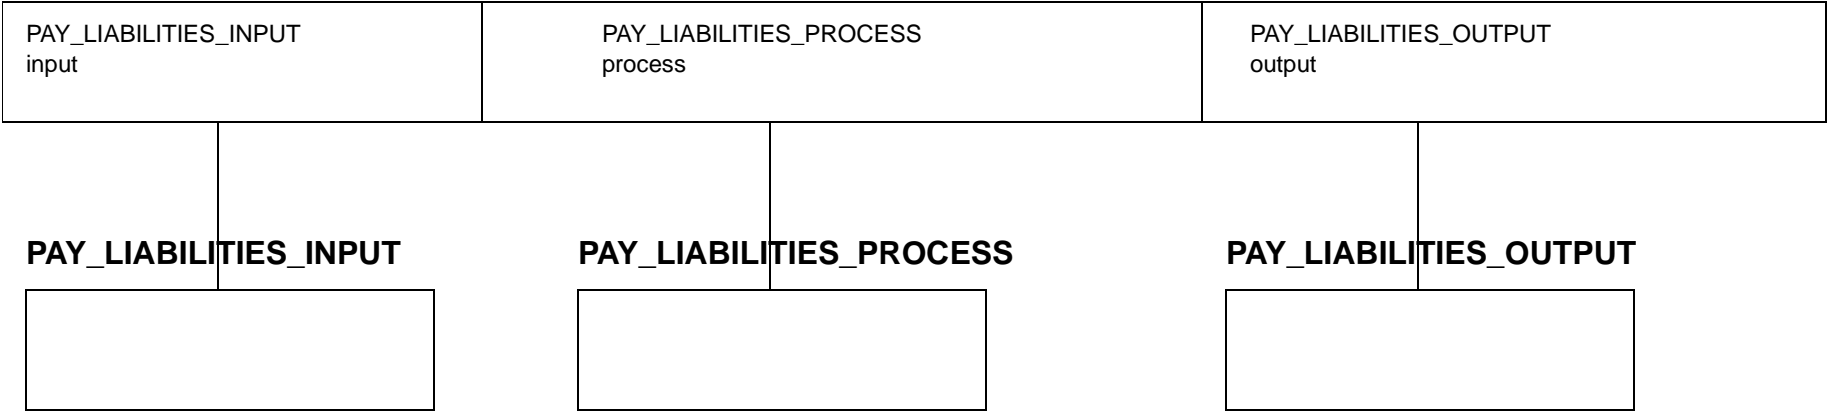 PAY_LIABILITIES_INPUT
input
PAY_LIABILITIES_PROCESS
process
PAY_LIABILITIES_OUTPUT
output
PAY_LIABILITIES_INPUT
PAY_LIABILITIES_PROCESS
PAY_LIABILITIES_OUTPUT